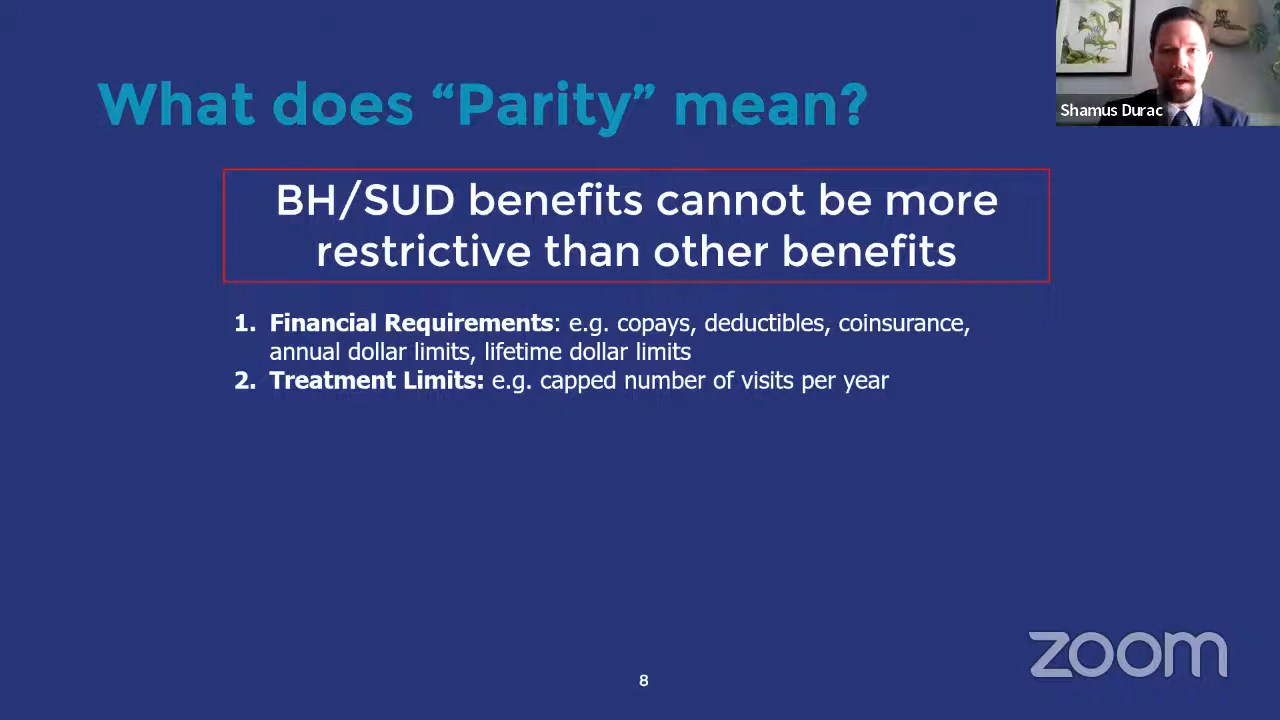 What does “Parity” mean?
Shamus Durac
BH/SUD benefits cannot be more
restrictive than other benefits
1. Financial Requirements: e.g. copays, deductibles, coinsurance,
annual dollar limits, lifetime dollar limits
2. Treatment Limits: e.g. capped number of visits per year
zoom
8